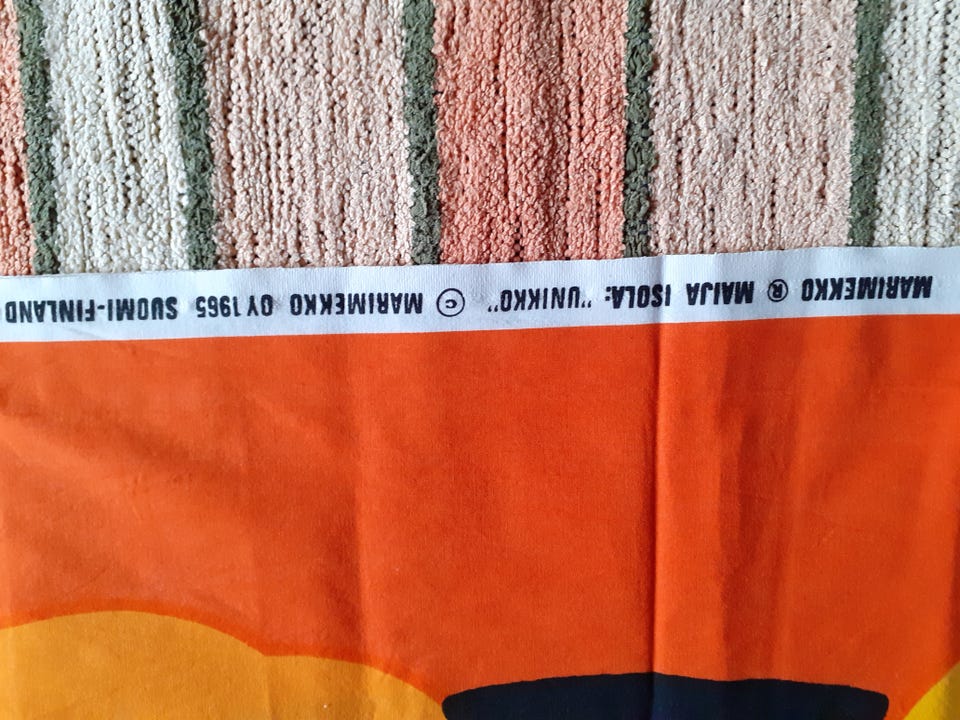 MARIMEKKO ® MAIJA ISOLA: "UNIKKO" © MARIMEKKO OY 1965 SUOMI-FINLAND